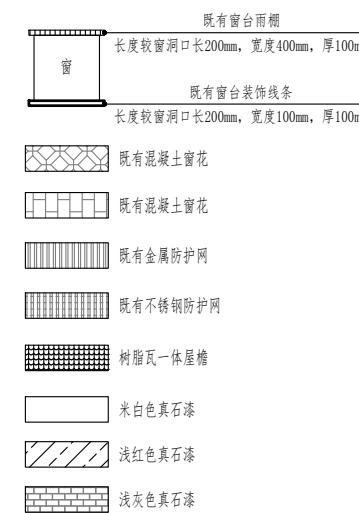 既有窗台雨棚
长度较窗洞口长200mm，宽度400mm，厚100m
窗
既有窗台装饰线条
长度较窗洞口长200mm，宽度100mm，厚100m
既有混凝土窗花
既有混凝土窗花
既有金属防护网
既有不锈钢防护网
树脂瓦一体屋檐
米白色真石漆
浅红色真石漆
浅灰色真石漆